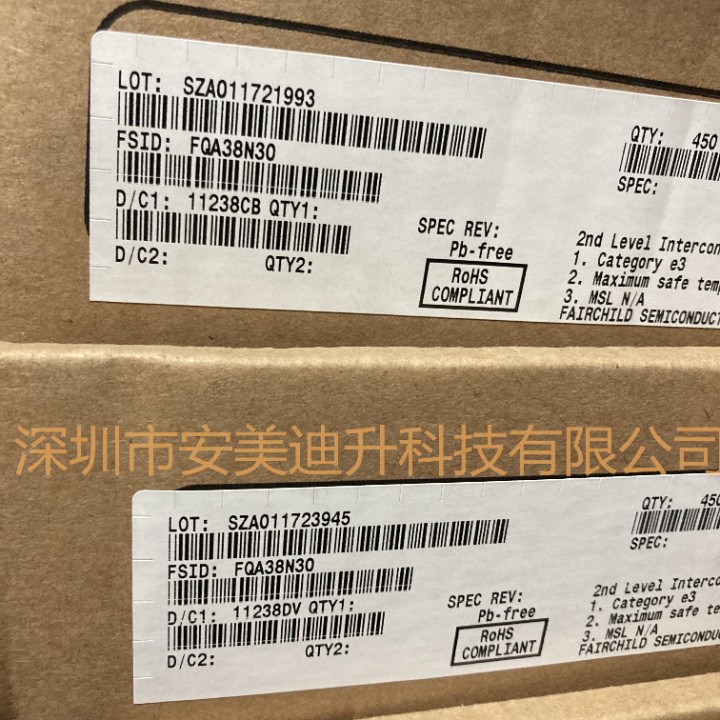 LOT: SZA011721993
FSID: FQA38N30
D/C1: 11238CB QTY1:
D/C2: QTY2:
SPEC REV:
Pb-free
RoHS
COMPLIANT
QTY: 450
SPEC:
2nd Level Intercon
1. Category e3
2. Maximum safe temp
3. MSL N/A
FAIRCHILD SEMICONDUCT
深圳市安美迪升科技有限公司
LOT: SZA011723945
FSID: FQA38N30
D/C1: 11238DV QTY1:
D/C2: QTY2:
SPEC REV:
Pb-free
RoHS
COMPLIANT
QTY: 450
SPEC:
2nd Level Interco
1. Category e3
2. Maximum safe te
3. MSL N/A
FAIRCHILD SEMICONDU